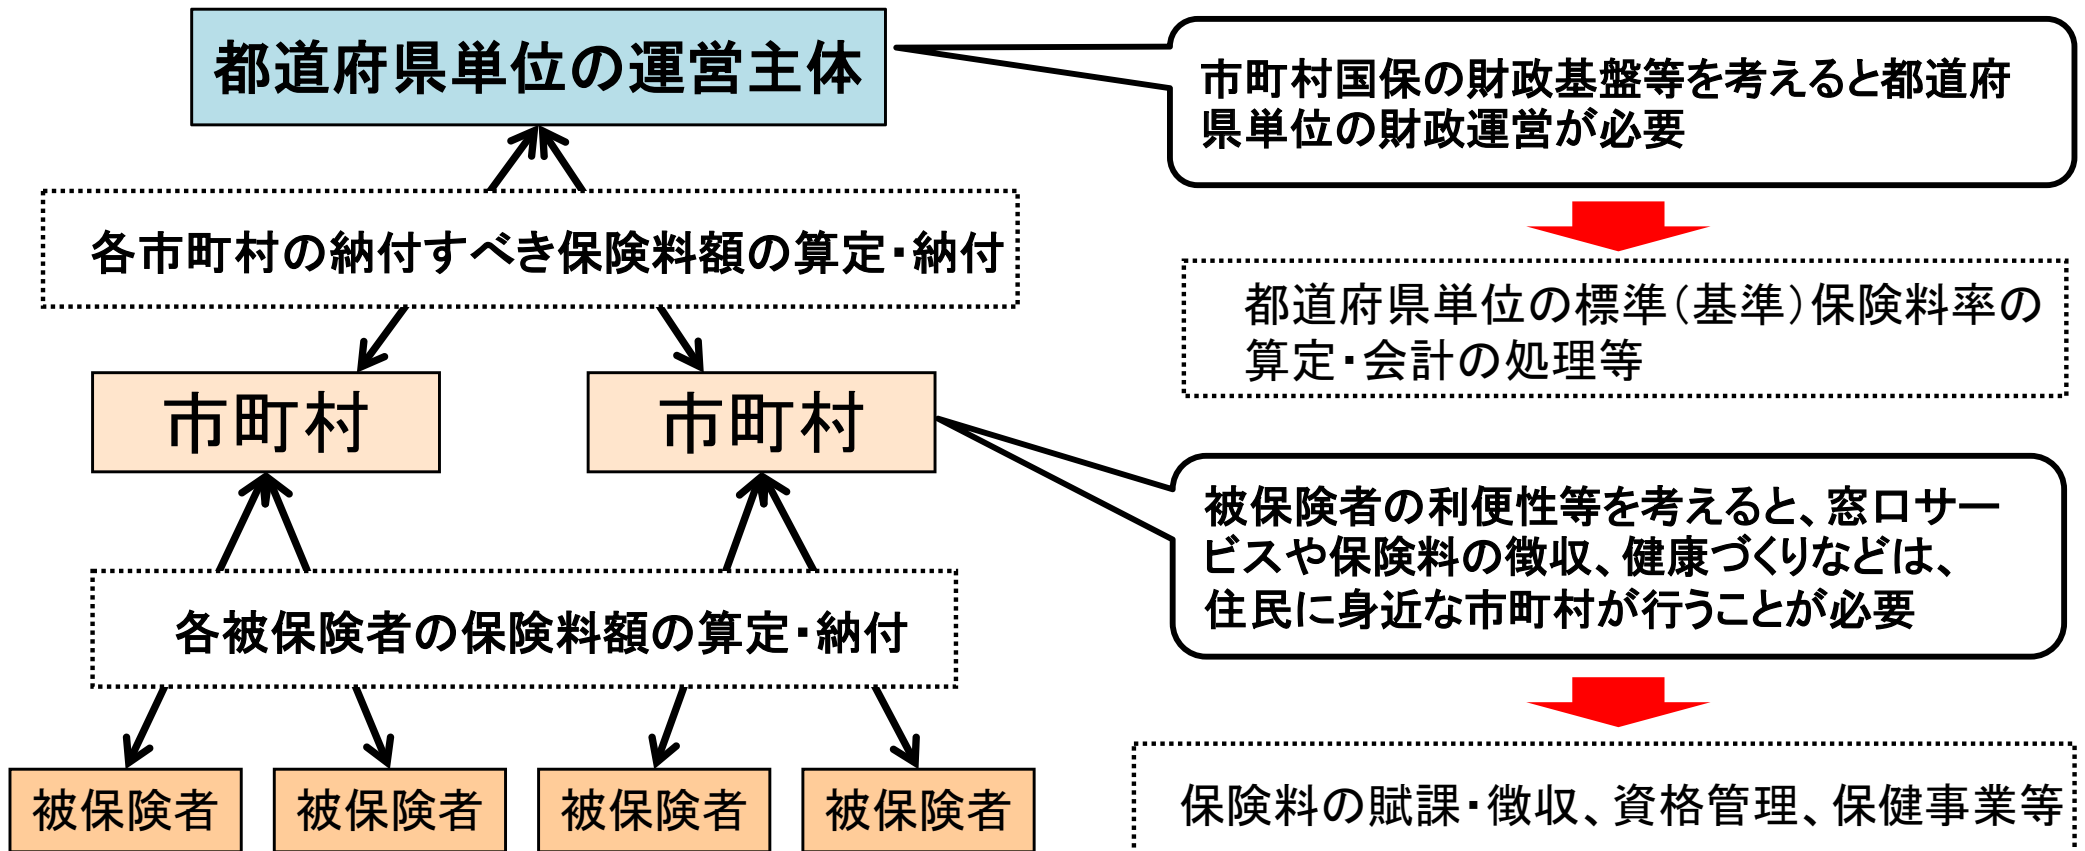 都道府県単位の運営主体
市町村国保の財政基盤等を考えると都道府
県単位の財政運営が必要
各市町村の納付すべき保険料額の算定・納付
都道府県単位の標準（基準）保険料率の
算定・会計の処理等
市町村
市町村
被保険者の利便性等を考えると、窓口サー
ビスや保険料の徴収、健康づくりなどは、
住民に身近な市町村が行うことが必要
各被保険者の保険料額の算定・納付
被保険者
被保険者
被保険者
被保険者
保険料の賦課・徴収、資格管理、保健事業等